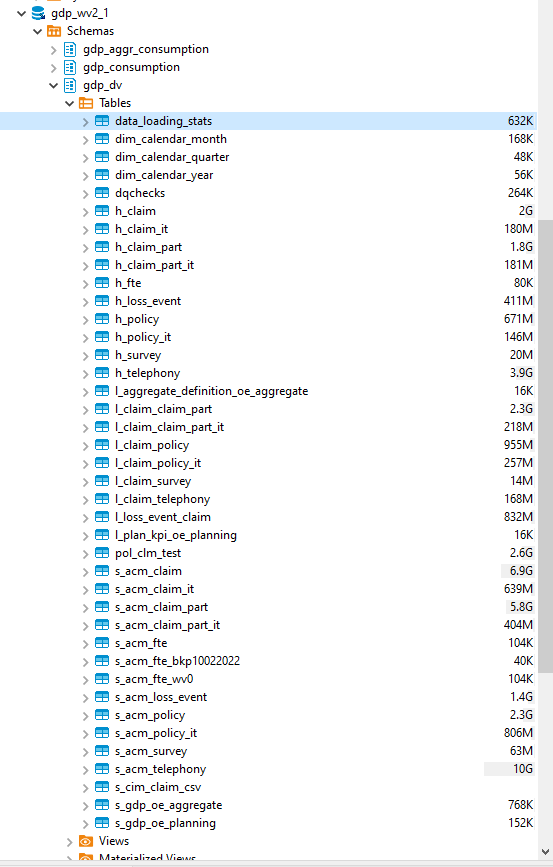 gdp_wv2_1
Schemas
gdp_aggr_consumption
gdp_consumption
gdp_dv
Tables
data_loading_stats 632K
dim_calendar_month 168K
dim_calendar_quarter 48K
dim_calendar_year 56K
dqchecks 264K
h_claim 2G
h_claim_it 180M
h_claim_part 1.8G
h_claim_part_it 181M
h_fte 80K
h_loss_event 411M
h_policy 671M
h_policy_it 146M
h_survey 20M
h_telephony 3.9G
l_aggregate_definition_oe_aggregate 16K
l_claim_claim_part 2.3G
l_claim_claim_part_it 218M
l_claim_policy 955M
l_claim_policy_it 257M
l_claim_survey 14M
l_claim_telephony 168M
l_loss_event_claim 832M
l_plan_kpi_oe_planning 16K
pol_clm_test 2.6G
s_acm_claim 6.9G
s_acm_claim_it 639M
s_acm_claim_part 5.8G
s_acm_claim_part_it 404M
s_acm_fte 104K
s_acm_fte_bkp10022022 40K
s_acm_fte_wv0 104K
s_acm_loss_event 1.4G
s_acm_policy 2.3G
s_acm_policy_it 806M
s_acm_survey 63M
s_acm_telephony 10G
s_cim_claim_csv
s_gdp_oe_aggregate 768K
s_gdp_oe_planning 152K
Views
Materialized Views